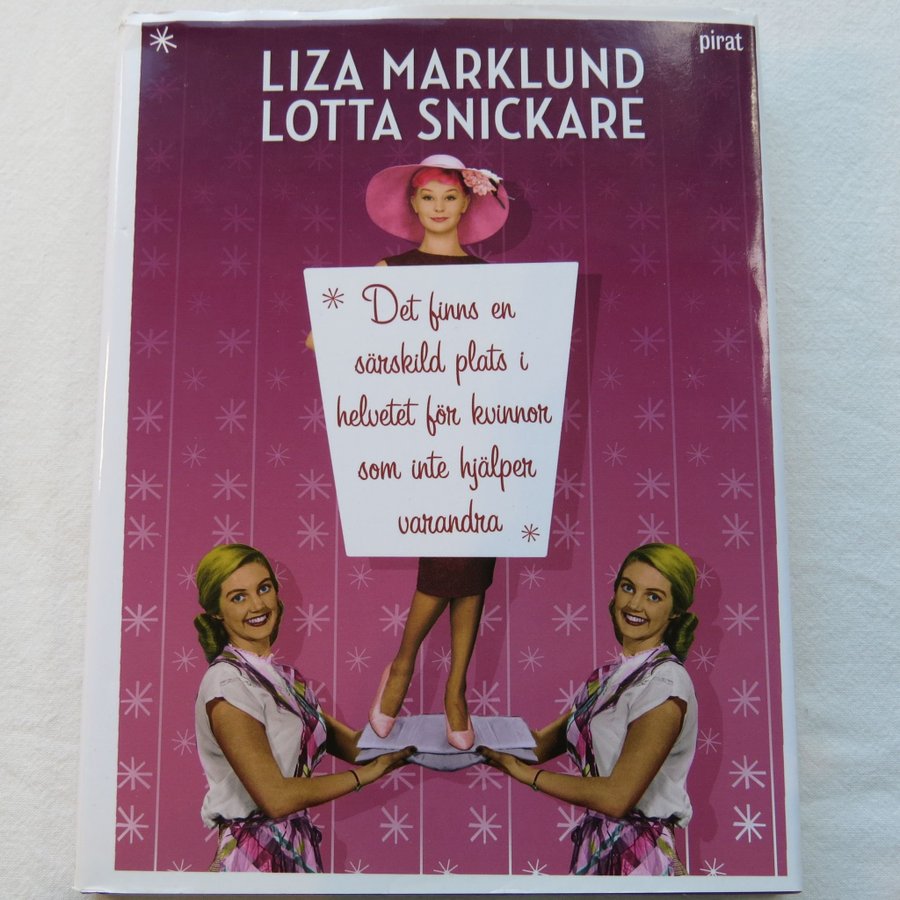 pirat
LIZA MARKLUND
LOTTA SNICKARE
Det finns en
särskild plats i
helvetet för kvinnor
som inte hjälper
varandra